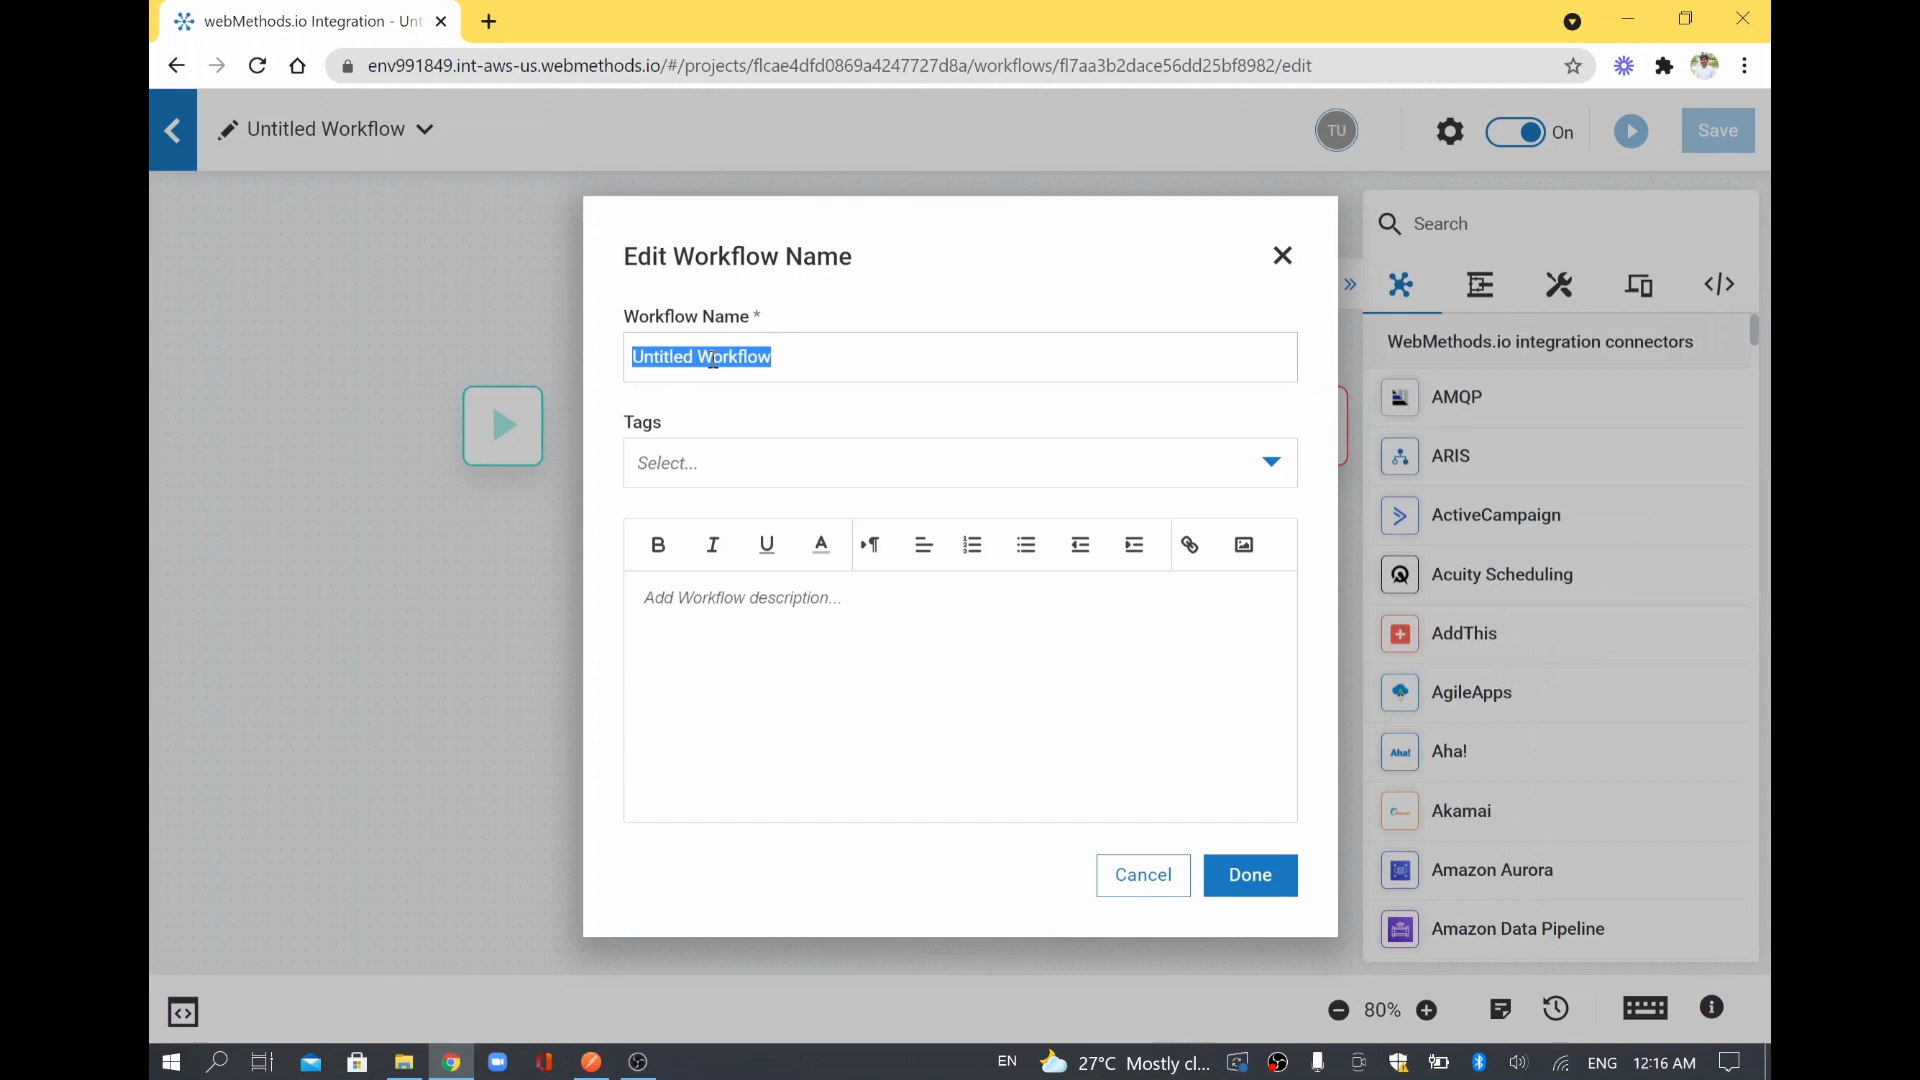 webMethods.io Integration - Unt
env991849.int-aws-us.webmethods.io/#/projects/flcae4dfd0869a4247727d8a/workflows/fl7aa3b2dace56dd25bf8982/edit
Untitled Workflow
TU
On
Save
Edit Workflow Name
Workflow Name *
Untitled Workflow
Tags
Select...
Add Workflow description...
Cancel
Done
Search
WebMethods.io integration connectors
AMQP
ARIS
ActiveCampaign
Acuity Scheduling
AddThis
AgileApps
Aha!
Aha!
Akamai
Amazon Aurora
Amazon Data Pipeline
80%
EN
27°C Mostly cl...
ENG
12:16 AM